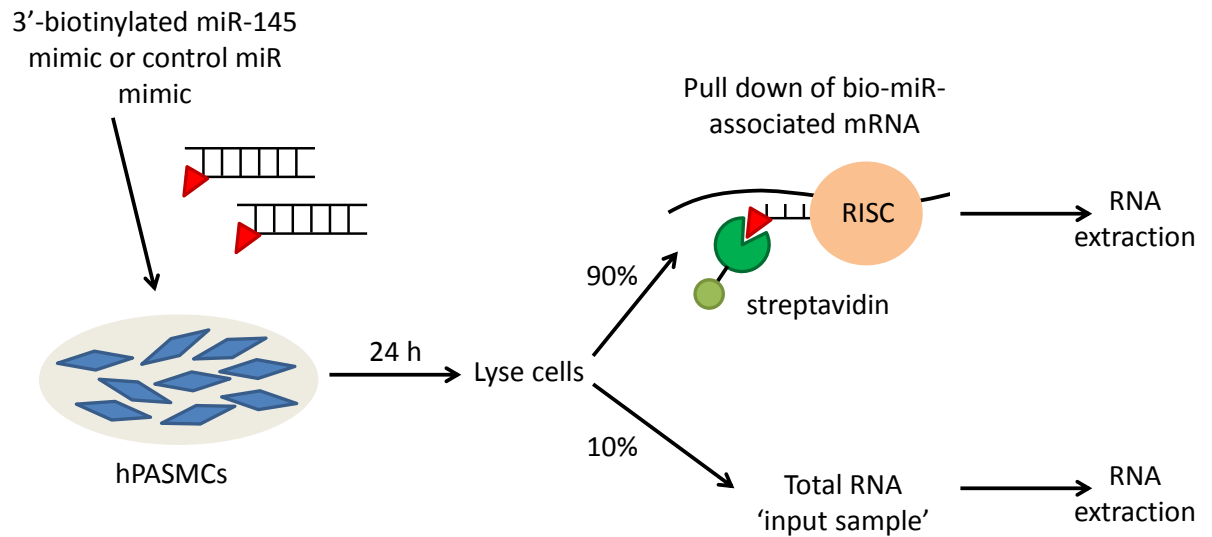 3’-biotinylated miR-145
mimic or control miR
mimic
hPASMCs
24 h
Lyse cells
90%
10%
Pull down of bio-miR-
associated mRNA
RISC
streptavidin
RNA
extraction
Total RNA
‘input sample’
RNA
extraction